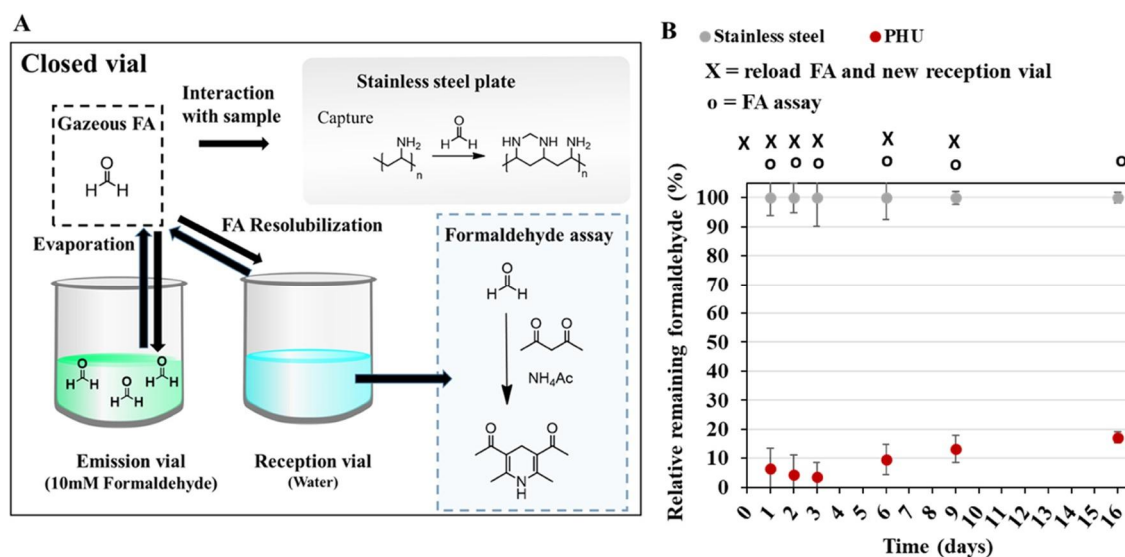 A
Closed vial
Gazeous FA
O
H H
Interaction
with sample
Stainless steel plate
Capture
NH2
n
O
H H
HN NH NH2
n
Evaporation
FA Resolubilization
O
H H
O
H H
O
H H
Emission vial
(10mM Formaldehyde)
Reception vial
(Water)
Formaldehyde assay
O
H H
O O
NH4Ac
O O
N
H
B
Stainless steel PHU
X = reload FA and new reception vial
o = FA assay
X X X X X X
o o o o o o
Relative remaining formaldehyde (%)
100
90
80
70
60
50
40
30
20
10
0
0 1 2 3 4 5 6 7 8 9 10 11 12 13 14 15 16
Time (days)